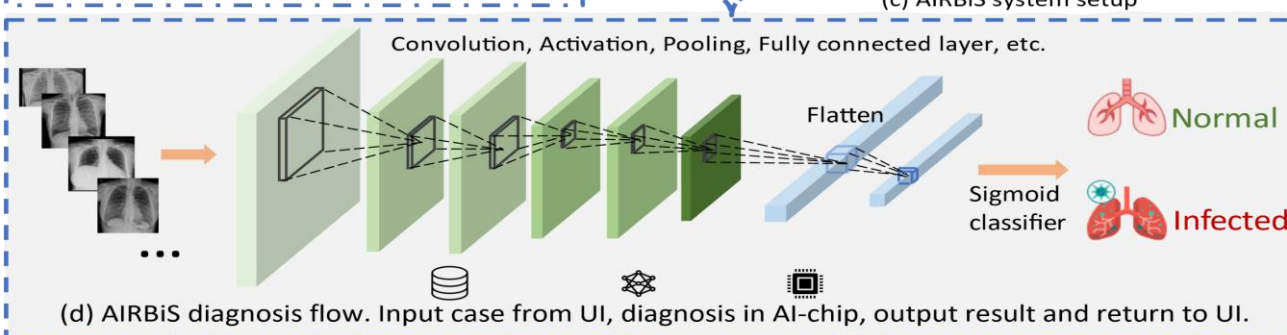 (c) AIRBiS system setup
Convolution, Activation, Pooling, Fully connected layer, etc.
Flatten
Normal
Sigmoid
classifier
Infected
(d) AIRBiS diagnosis flow. Input case from UI, diagnosis in AI-chip, output result and return to UI.